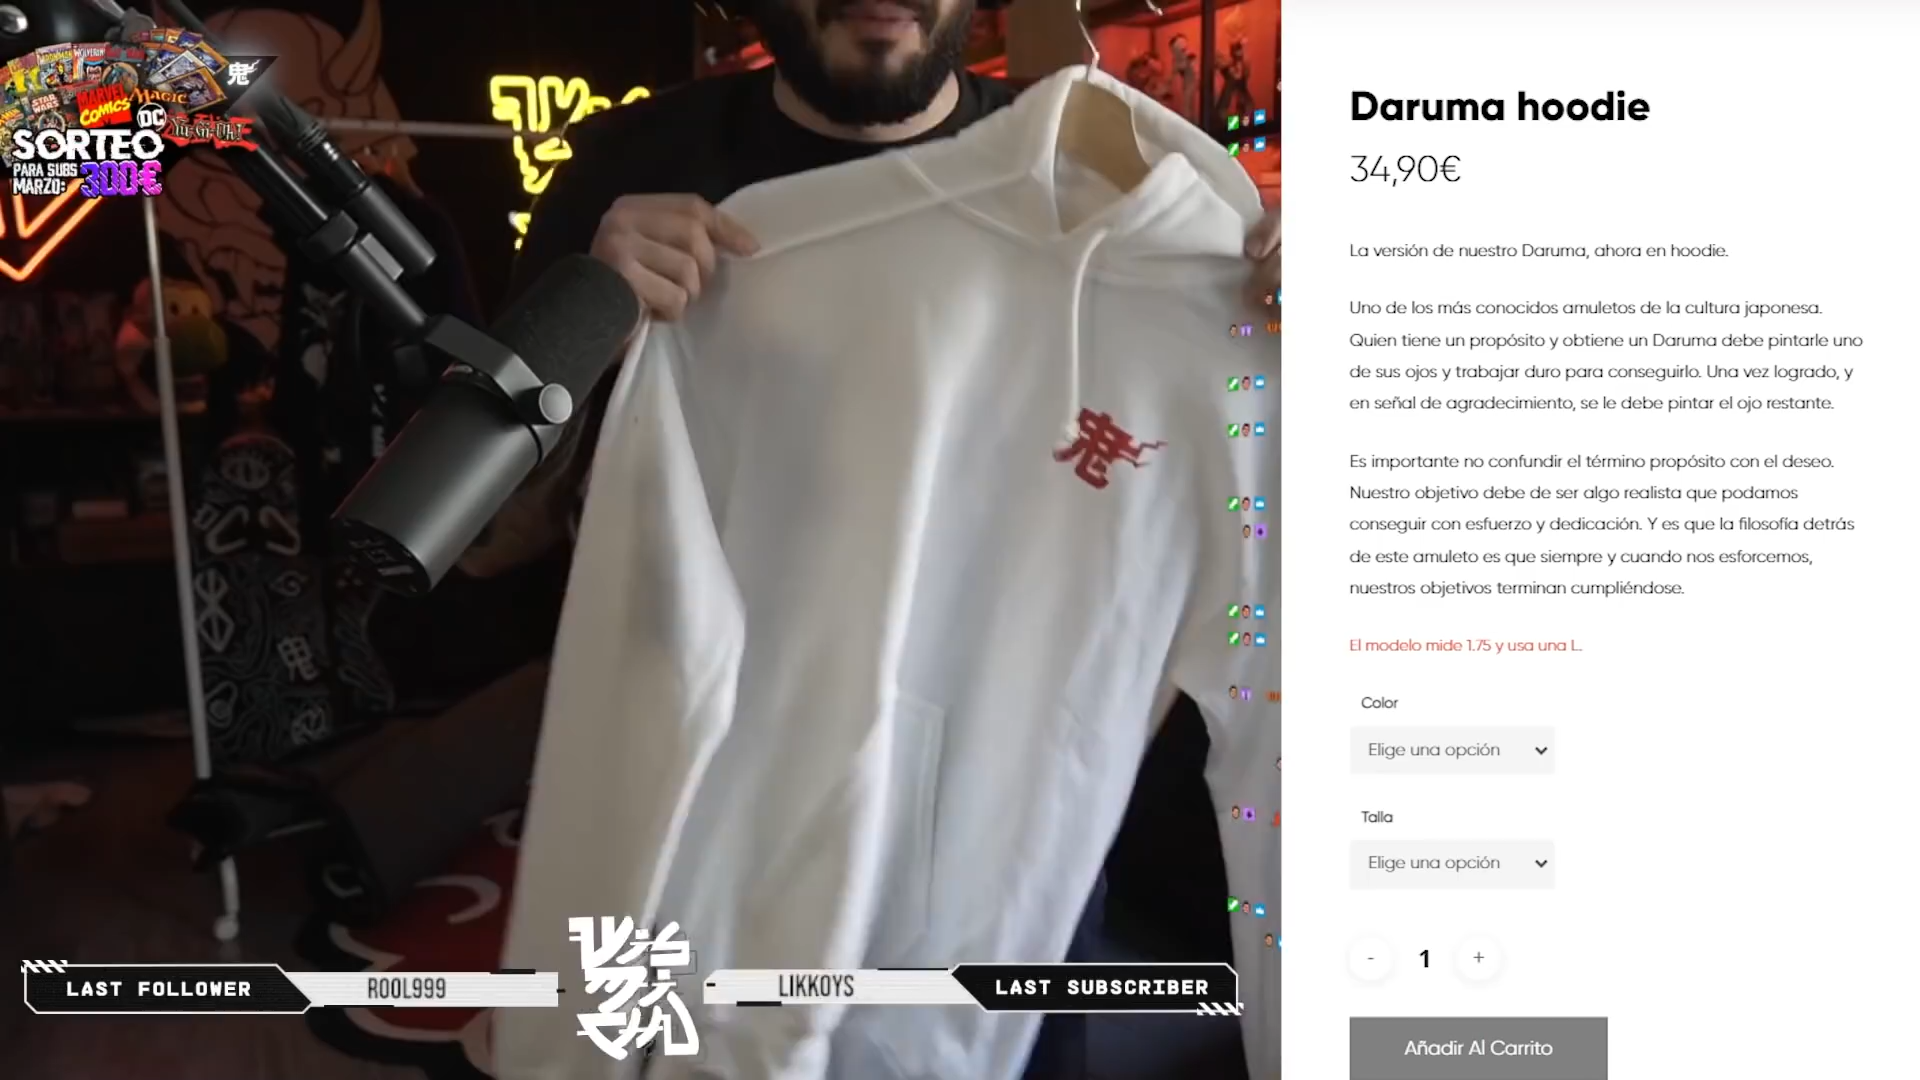 鬼
STAR WARS
MARVEL
COMICS
MAGIC
DC
Yu-Gi-Oh!
SORTEO
PARA SUBS
MARZO: 300€
鬼
鬼
LAST FOLLOWER
ROOL999
LIKKOYS
LAST SUBSCRIBER
Daruma hoodie
34,90€
La versión de nuestro Daruma, ahora en hoodie.
Uno de los más conocidos amuletos de la cultura japonesa.
Quien tiene un propósito y obtiene un Daruma debe pintarle uno
de sus ojos y trabajar duro para conseguirlo. Una vez logrado, y
en señal de agradecimiento, se le debe pintar el ojo restante.
Es importante no confundir el término propósito con el deseo.
Nuestro objetivo debe de ser algo realista que podamos
conseguir con esfuerzo y dedicación. Y es que la filosofía detrás
de este amuleto es que siempre y cuando nos esforcemos,
nuestros objetivos terminan cumpliéndose.
El modelo mide 1.75 y usa una L.
Color
Elige una opción
Talla
Elige una opción
- 1 +
Añadir Al Carrito